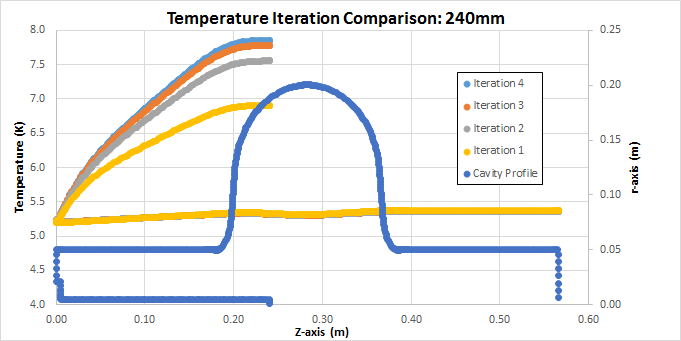 Temperature Iteration Comparison: 240mm
8.0
7.5
7.0
6.5
6.0
5.5
5.0
4.5
4.0
Temperature (K)
0.25
0.20
0.15
0.10
0.05
0.00
r-axis (m)
Iteration 4
Iteration 3
Iteration 2
Iteration 1
Cavity Profile
0.00 0.10 0.20 0.30 0.40 0.50 0.60
Z-axis (m)